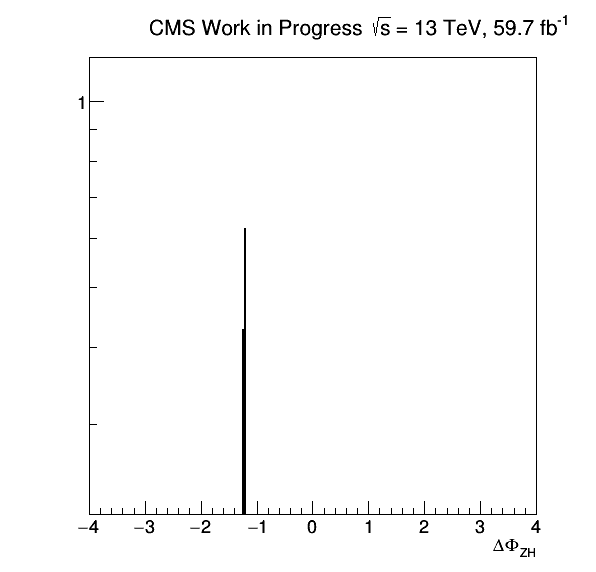 CMS Work in Progress √s = 13 TeV, 59.7 fb⁻¹
1
−4 −3 −2 −1 0 1 2 3 4
ΔΦ_ZH